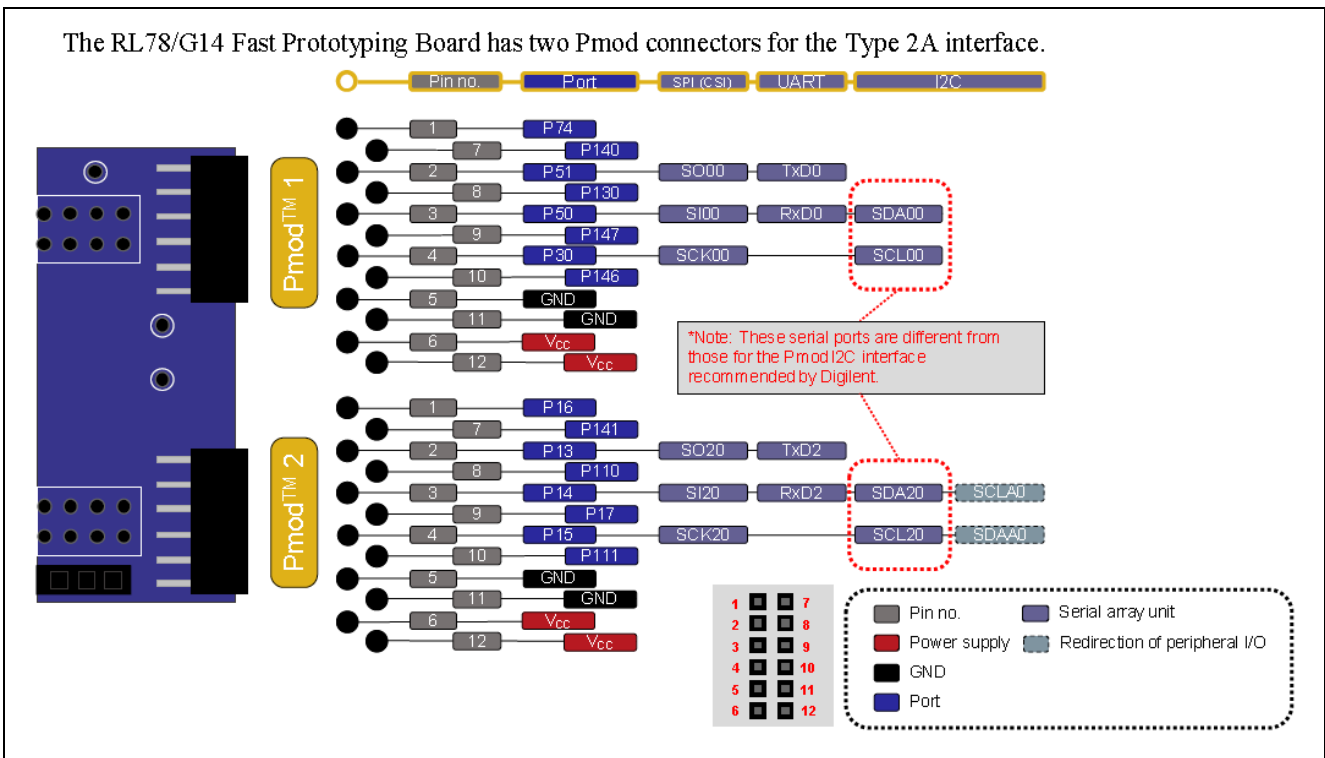 The RL78/G14 Fast Prototyping Board has two Pmod connectors for the Type 2A interface.
Pin no. Port SPI (CSI) UART I2C
Pmod™ 1
1 P74
7 P140
2 P51 SO00 TxD0
8 P130
3 P50 SI00 RxD0 SDA00
9 P147
4 P30 SCK00 SCL00
10 P146
5 GND
11 GND
6 Vcc
12 Vcc
*Note: These serial ports are different from
those for the Pmod I2C interface
recommended by Digilent.
Pmod™ 2
1 P16
7 P141
2 P13 SO20 TxD2
8 P110
3 P14 SI20 RxD2 SDA20 SCLA0
9 P17
4 P15 SCK20 SCL20 SDAA0
10 P111
5 GND
11 GND
6 Vcc
12 Vcc
1 7
2 8
3 9
4 10
5 11
6 12
Pin no. Serial array unit
Power supply Redirection of peripheral I/O
GND
Port